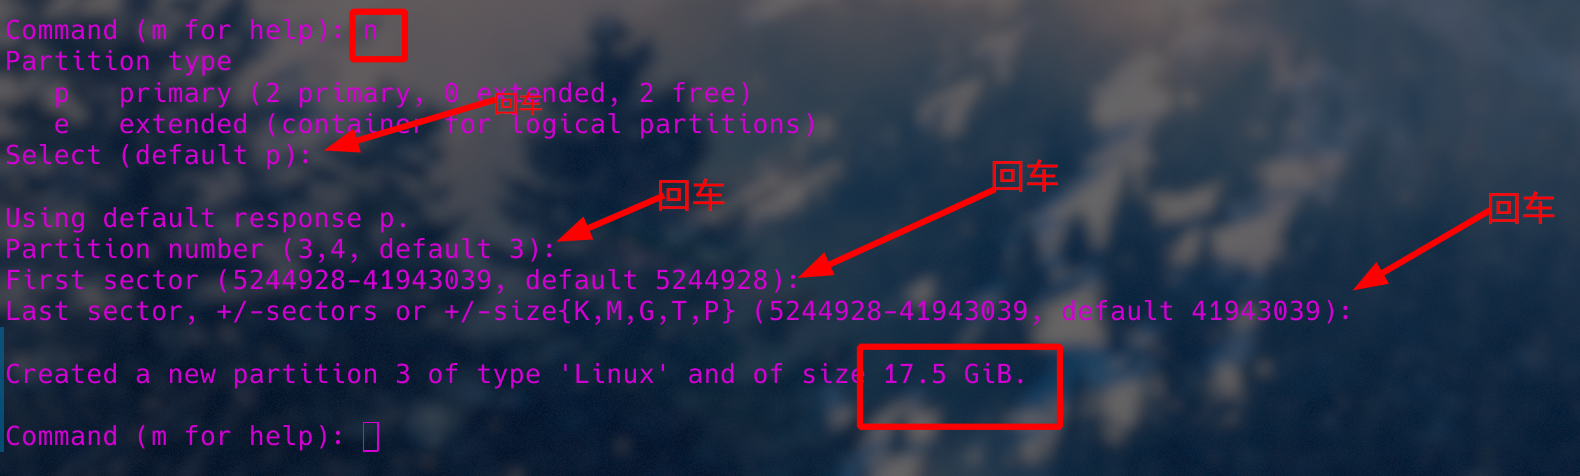 Command (m for help): n
Partition type
p primary (2 primary, 0 extended, 2 free)
回车
e extended (container for logical partitions)
Select (default p):
回车
回车
回车
Using default response p.
Partition number (3,4, default 3):
First sector (5244928-41943039, default 5244928):
Last sector, +/-sectors or +/-size{K,M,G,T,P} (5244928-41943039, default 41943039):
Created a new partition 3 of type 'Linux' and of size 17.5 GiB.
Command (m for help):